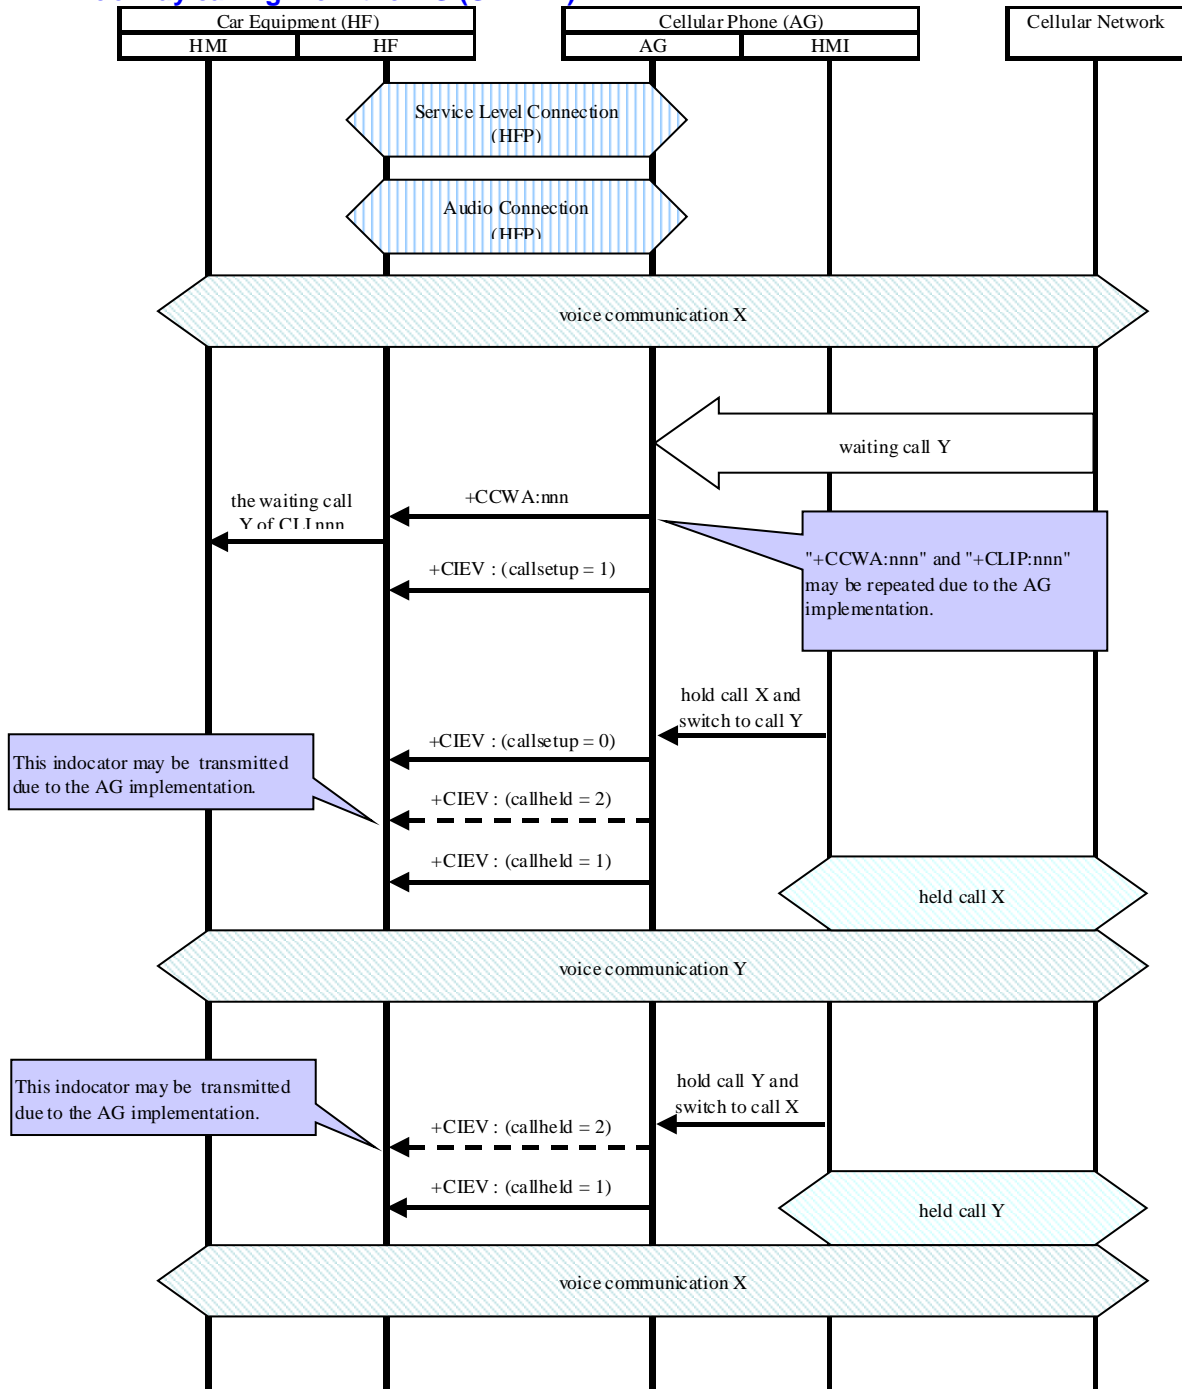 Car Equipment (HF)
Cellular Phone (AG)
Cellular Network
HMI
HF
AG
HMI
Service Level Connection
(HFP)
Audio Connection
(HFP)
voice communication X
waiting call Y
+CCWA:nnn
the waiting call
Y of CLI nnn
"+CCWA:nnn" and "+CLIP:nnn"
may be repeated due to the AG
implementation.
+CIEV : (callsetup = 1)
hold call X and
switch to call Y
+CIEV : (callsetup = 0)
This indocator may be transmitted
due to the AG implementation.
+CIEV : (callheld = 2)
+CIEV : (callheld = 1)
held call X
voice communication Y
This indocator may be transmitted
due to the AG implementation.
hold call Y and
switch to call X
+CIEV : (callheld = 2)
+CIEV : (callheld = 1)
held call Y
voice communication X